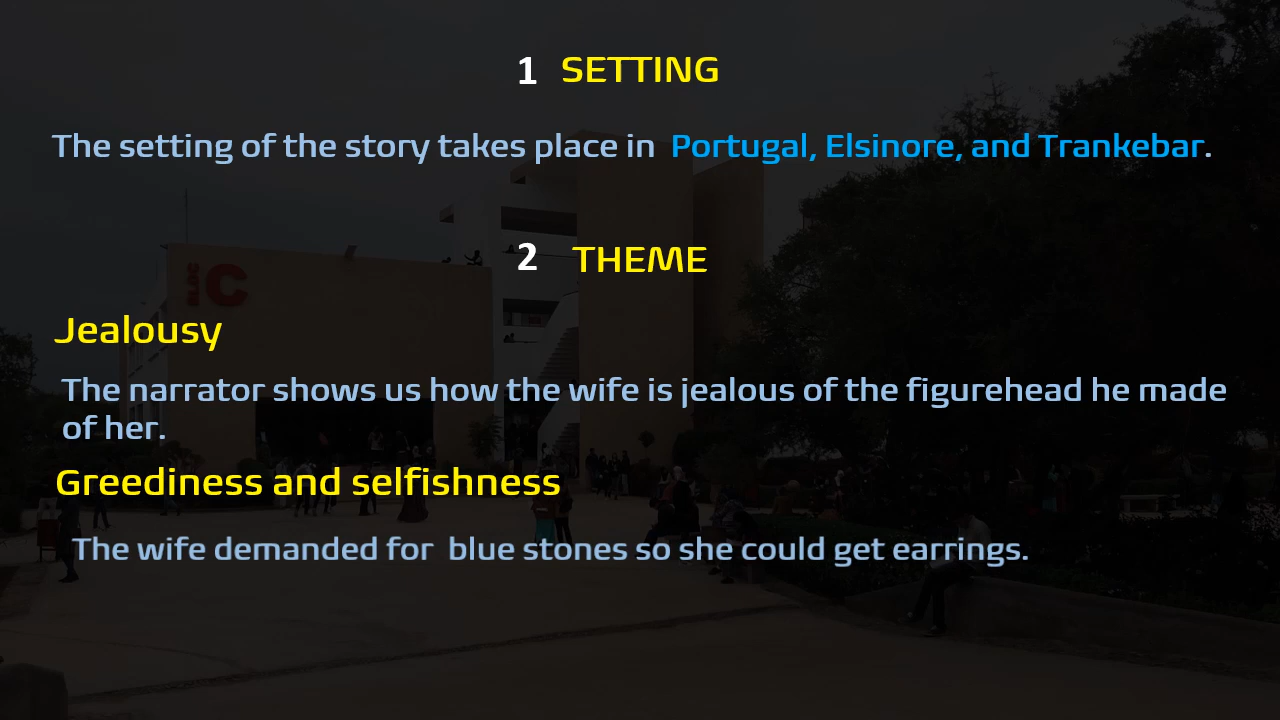 1 SETTING
The setting of the story takes place in Portugal, Elsinore, and Trankebar.
2 THEME
BLOC C
Jealousy
The narrator shows us how the wife is jealous of the figurehead he made
of her.
Greediness and selfishness
The wife demanded for blue stones so she could get earrings.